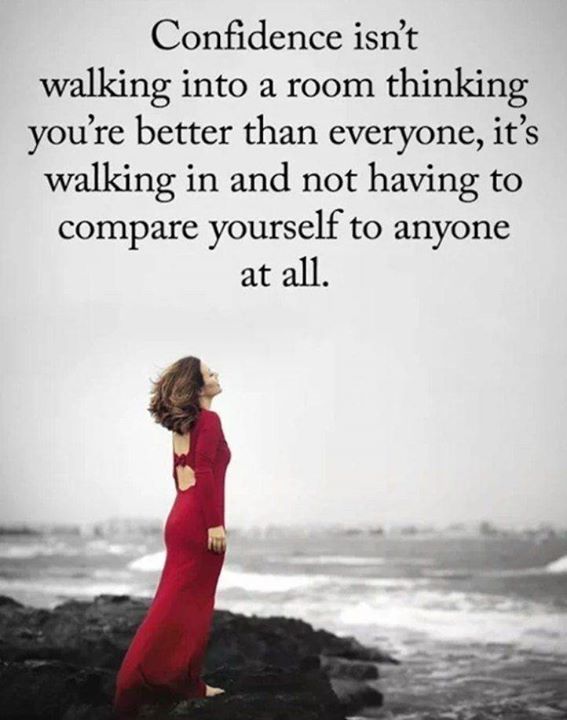 Confidence isn't
walking into a room thinking
you're better than everyone, it's
walking in and not having to
compare yourself to anyone
at all.